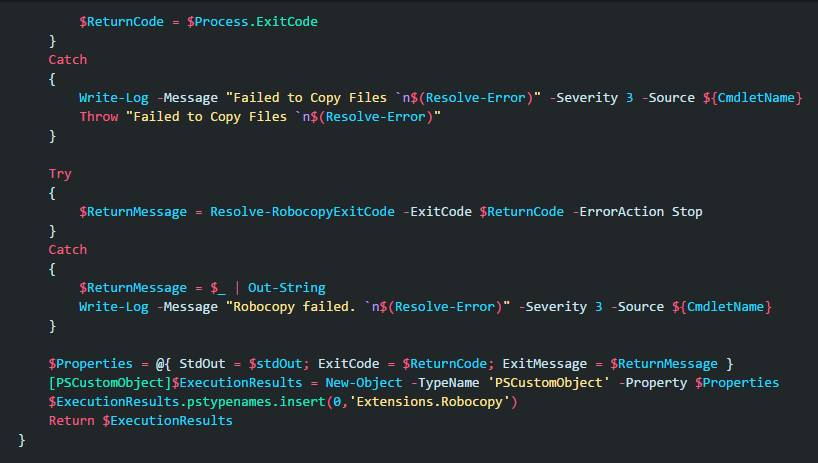 $ReturnCode = $Process.ExitCode
}
Catch
{
Write-Log -Message "Failed to Copy Files `n$(Resolve-Error)" -Severity 3 -Source ${CmdletName}
Throw "Failed to Copy Files `n$(Resolve-Error)"
}
Try
{
$ReturnMessage = Resolve-RobocopyExitCode -ExitCode $ReturnCode -ErrorAction Stop
}
Catch
{
$ReturnMessage = $_ | Out-String
Write-Log -Message "Robocopy failed. `n$(Resolve-Error)" -Severity 3 -Source ${CmdletName}
}
$Properties = @{ StdOut = $stdOut; ExitCode = $ReturnCode; ExitMessage = $ReturnMessage }
[PSCustomObject]$ExecutionResults = New-Object -TypeName 'PSCustomObject' -Property $Properties
$ExecutionResults.pstypenames.insert(0,'Extensions.Robocopy')
Return $ExecutionResults
}